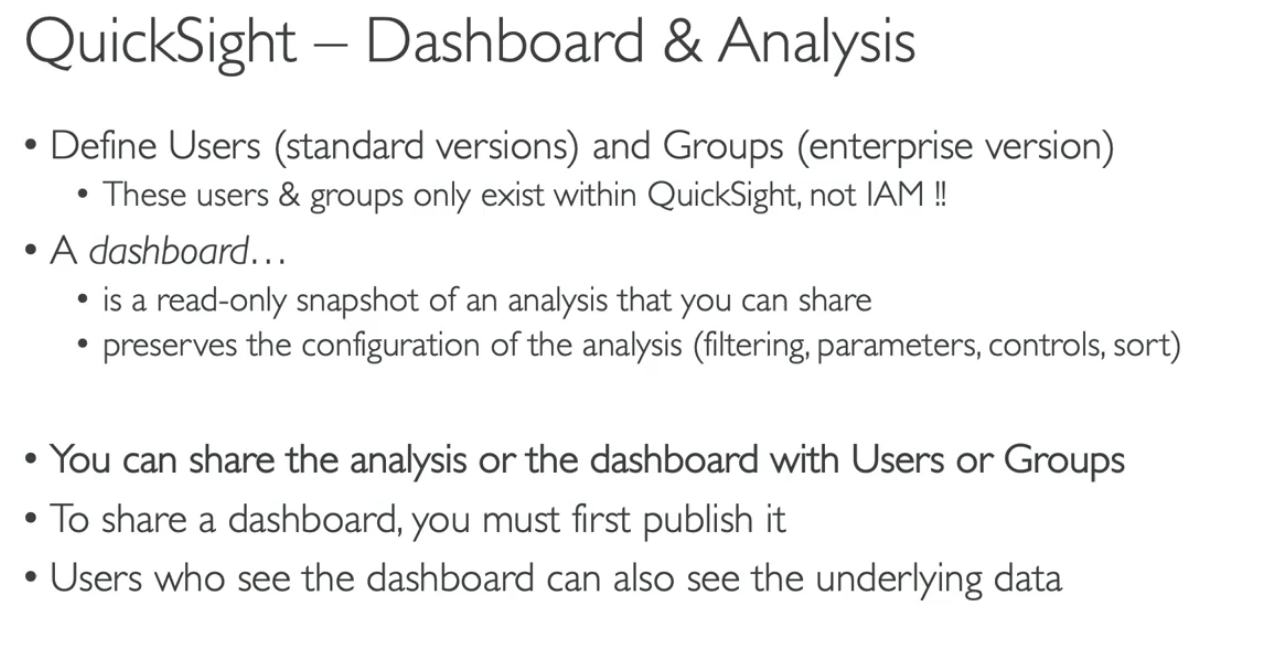 QuickSight – Dashboard & Analysis
• Define Users (standard versions) and Groups (enterprise version)
• These users & groups only exist within QuickSight, not IAM !!
• A dashboard…
• is a read-only snapshot of an analysis that you can share
• preserves the configuration of the analysis (filtering, parameters, controls, sort)
• You can share the analysis or the dashboard with Users or Groups
• To share a dashboard, you must first publish it
• Users who see the dashboard can also see the underlying data